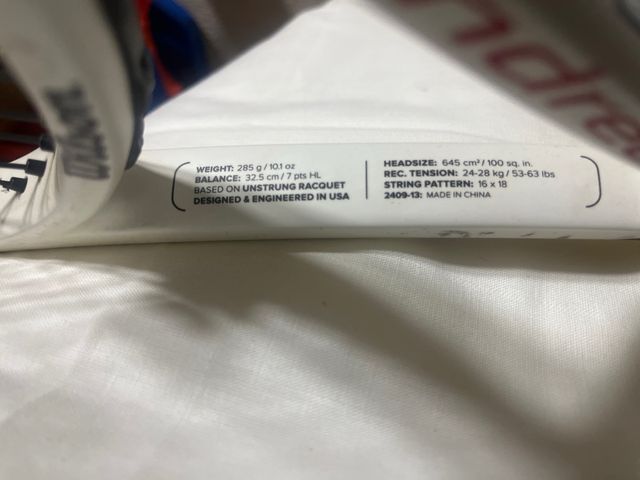 ndrea
Wilson
WEIGHT: 285 g / 10.1 oz
BALANCE: 32.5 cm / 7 pts HL
BASED ON UNSTRUNG RACQUET
DESIGNED & ENGINEERED IN USA
HEADSIZE: 645 cm² / 100 sq. in.
REC. TENSION: 24-28 kg / 53-63 lbs
STRING PATTERN: 16 x 18
2409-13: MADE IN CHINA